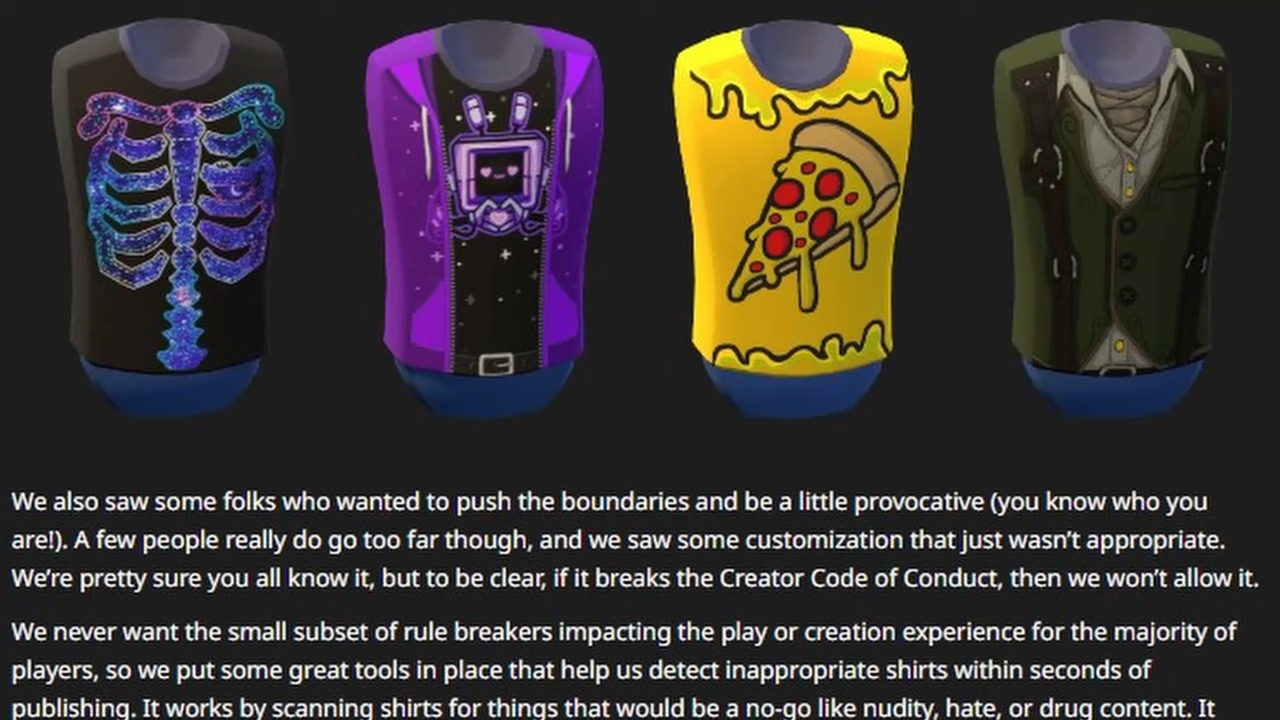 We also saw some folks who wanted to push the boundaries and be a little provocative (you know who you
are!). A few people really do go too far though, and we saw some customization that just wasn’t appropriate.
We’re pretty sure you all know it, but to be clear, if it breaks the Creator Code of Conduct, then we won’t allow it.
We never want the small subset of rule breakers impacting the play or creation experience for the majority of
players, so we put some great tools in place that help us detect inappropriate shirts within seconds of
publishing. It works by scanning shirts for things that would be a no-go like nudity, hate, or drug content. It